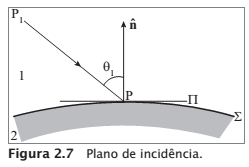 P₁
n̂
θ₁
1
P
Π
Σ
2
Figura 2.7 Plano de incidência.